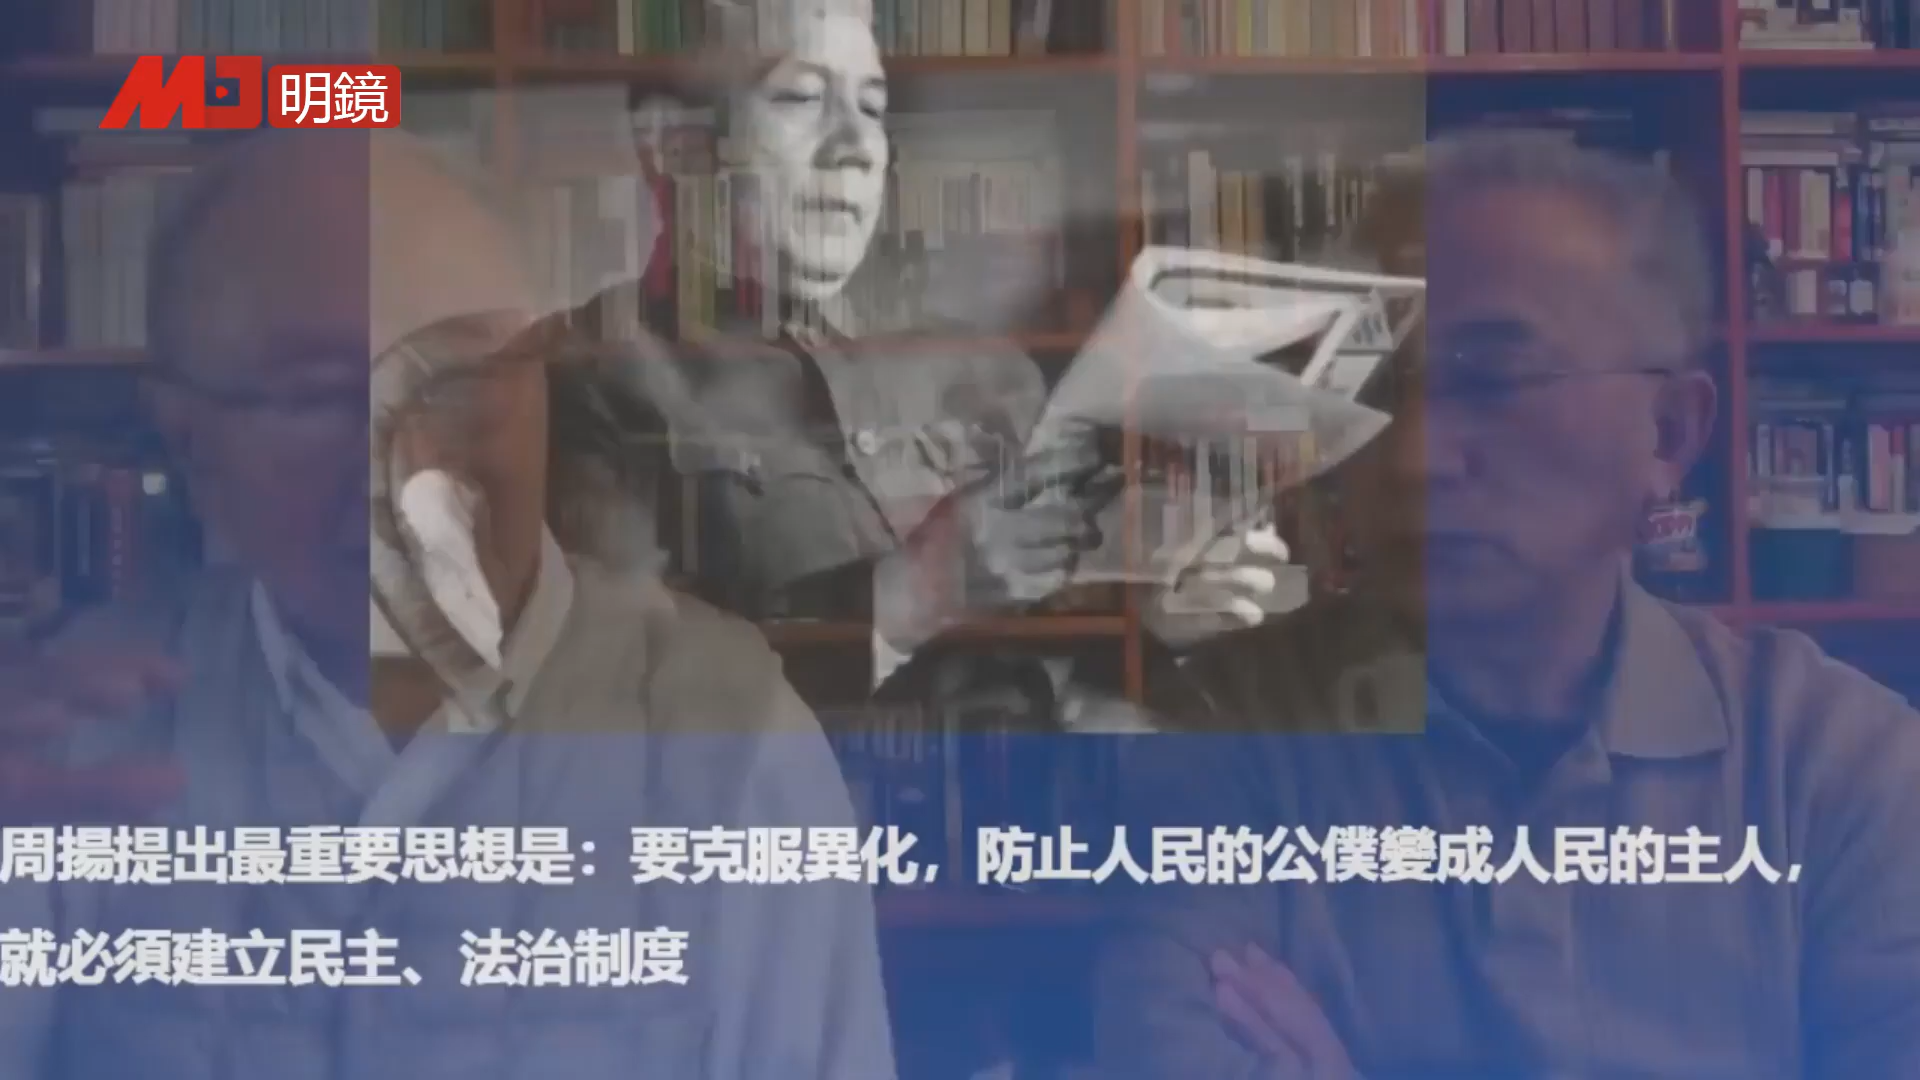 明鏡
周揚提出最重要思想是：要克服異化，防止人民的公僕變成人民的主人，
就必須建立民主、法治制度